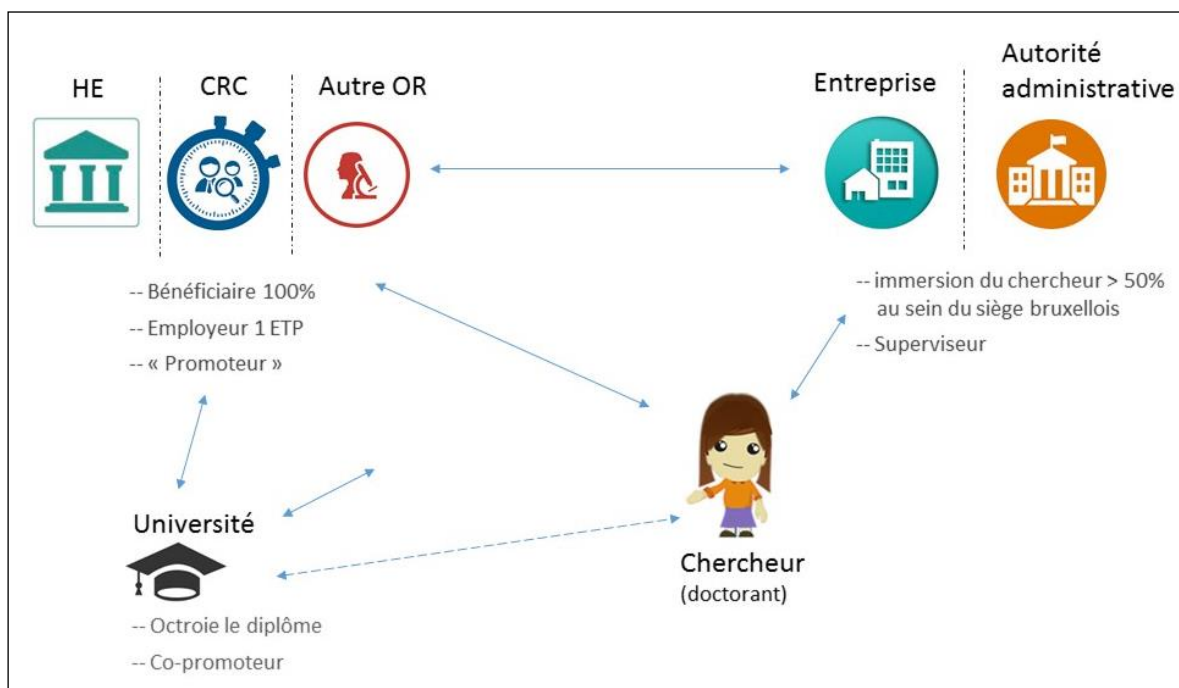 HE
CRC
Autre OR
Entreprise
Autorité
administrative
-- Bénéficiaire 100%
-- Employeur 1 ETP
-- « Promoteur »
-- immersion du chercheur > 50%
au sein du siège bruxellois
-- Superviseur
Université
-- Octroie le diplôme
-- Co-promoteur
Chercheur
(doctorant)